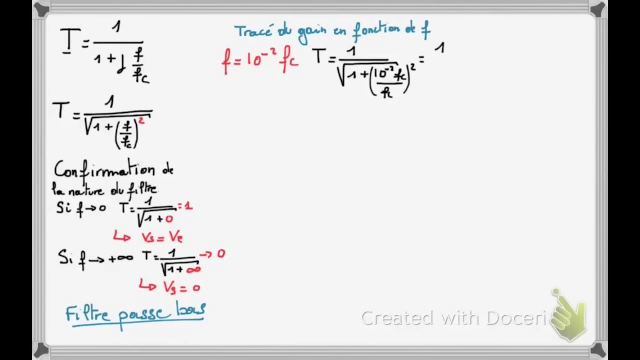 T = 1 / (1 + j f/fc)
T = 1 / √(1 + (f/fc)²)
Confirmation de
la nature du filtre
Si f → 0 T = 1 / √(1 + 0) = 1
↳ Vs = Ve
Si f → +∞ T = 1 / √(1 + ∞) → 0
↳ Vs = 0
Filtre passe bas
Tracé du gain en fonction de f
f = 10⁻² fc T = 1 / √(1 + (10⁻² fc / fc)²) = 1
Created with Doceri